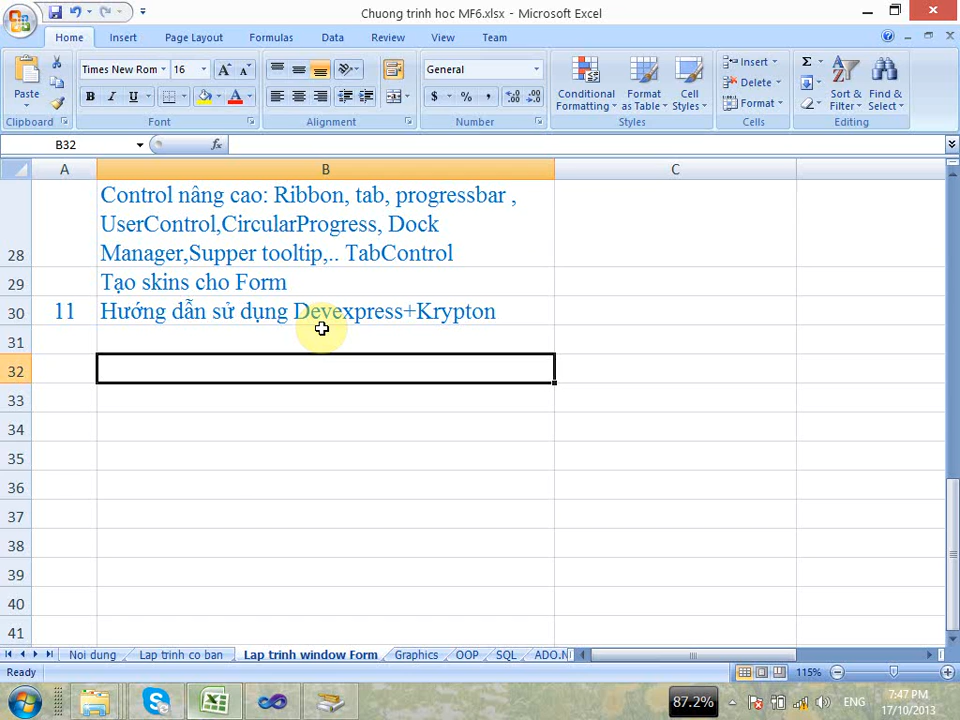 Chuong trinh hoc MF6.xlsx - Microsoft Excel
Home Insert Page Layout Formulas Data Review View Team
Paste
Times New Rom 16
B I U
General
$ % ,
Conditional Formatting
Format as Table
Cell Styles
Insert
Delete
Format
Sort & Filter
Find & Select
Clipboard Font Alignment Number Styles Cells Editing
B32 fx
A B C
Control nâng cao: Ribbon, tab, progressbar ,
UserControl,CircularProgress, Dock
28 Manager,Supper tooltip,.. TabControl
29 Tạo skins cho Form
30 11 Hướng dẫn sử dụng Devexpress+Krypton
31
32
33
34
35
36
37
38
39
40
41
Noi dung Lap trinh co ban Lap trinh window Form Graphics OOP SQL ADO.N
Ready 115%
87.2% ENG 7:47 PM
17/10/2013